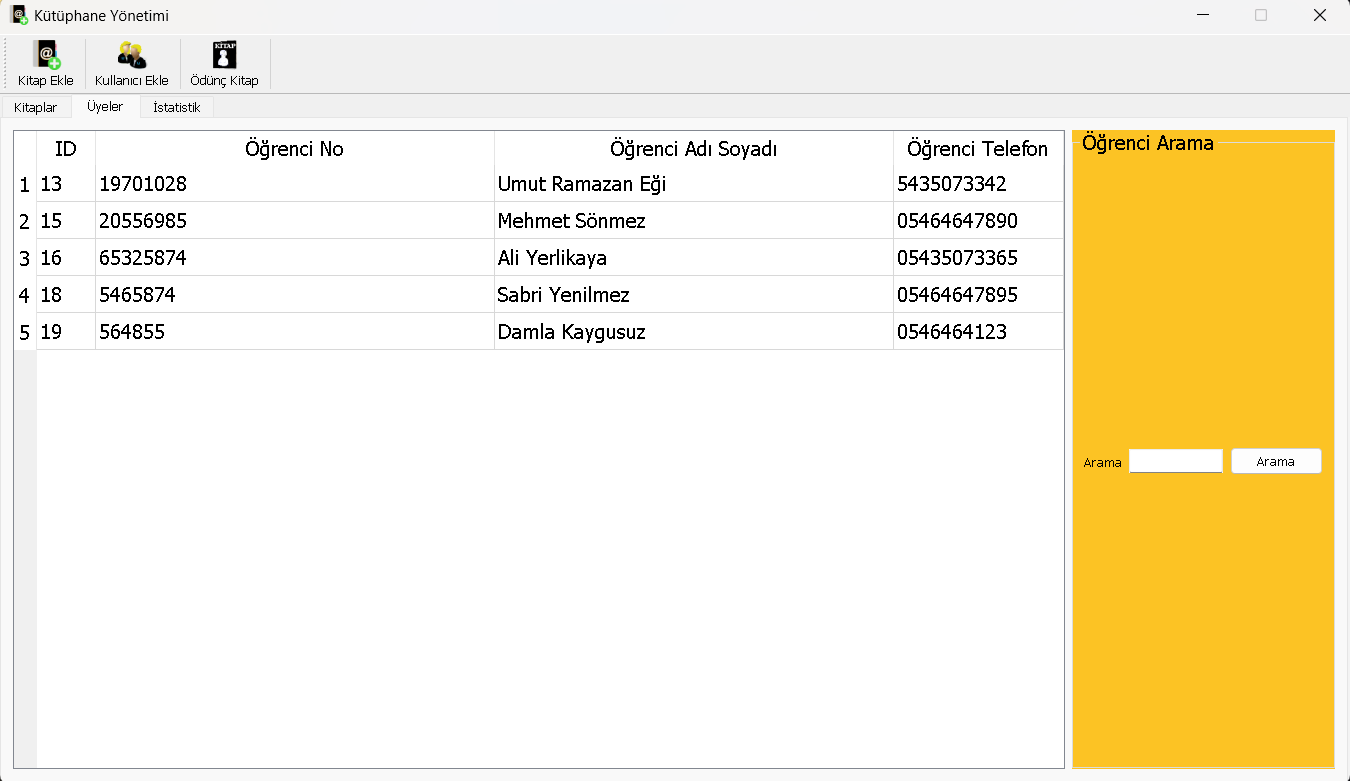 Kütüphane Yönetimi
Kitap Ekle Kullanıcı Ekle KİTAP Ödünç Kitap
Kitaplar Üyeler İstatistik
ID Öğrenci No Öğrenci Adı Soyadı Öğrenci Telefon
1 13 19701028 Umut Ramazan Eği 5435073342
2 15 20556985 Mehmet Sönmez 05464647890
3 16 65325874 Ali Yerlikaya 05435073365
4 18 5465874 Sabri Yenilmez 05464647895
5 19 564855 Damla Kaygusuz 0546464123
Öğrenci Arama
Arama Arama